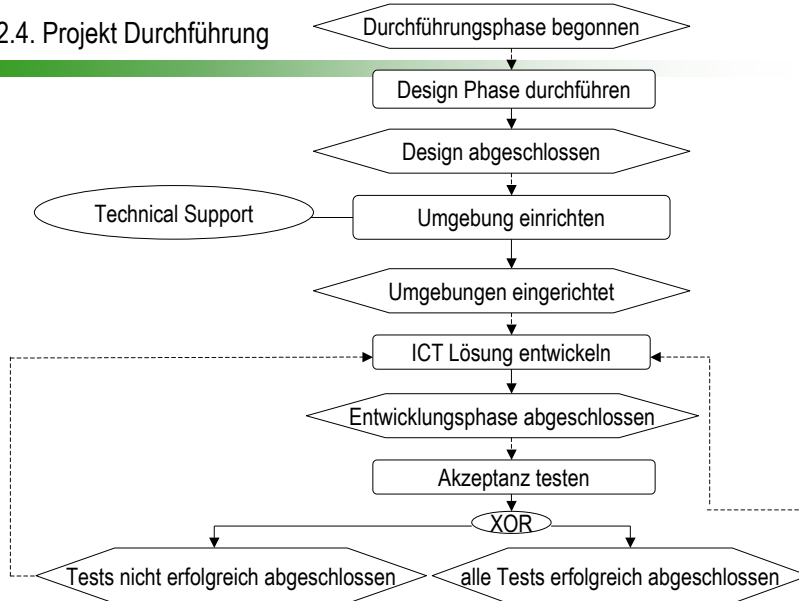 2.4. Projekt Durchführung
Durchführungsphase begonnen
Design Phase durchführen
Design abgeschlossen
Technical Support
Umgebung einrichten
Umgebungen eingerichtet
ICT Lösung entwickeln
Entwicklungsphase abgeschlossen
Akzeptanz testen
XOR
Tests nicht erfolgreich abgeschlossen
alle Tests erfolgreich abgeschlossen